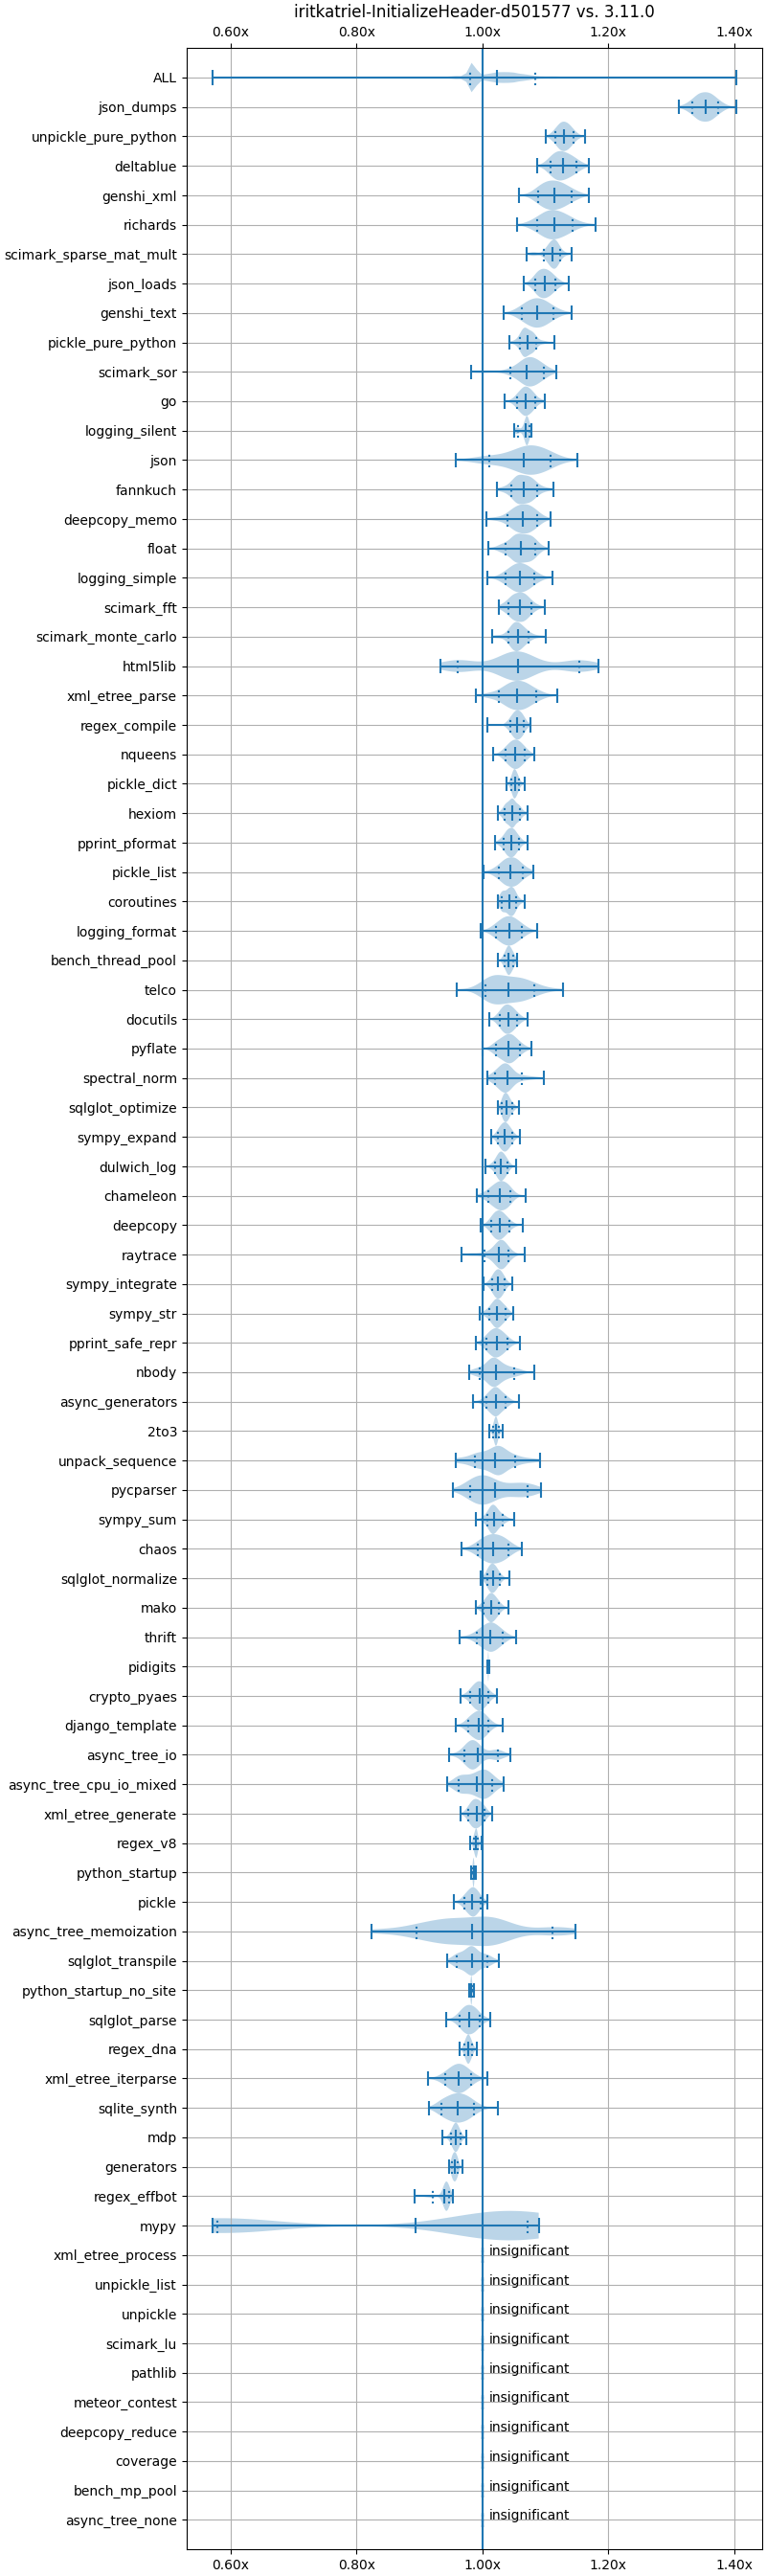 iritkatriel-InitializeHeader-d501577 vs. 3.11.0
0.60x 0.80x 1.00x 1.20x 1.40x
ALL
json_dumps
unpickle_pure_python
deltablue
genshi_xml
richards
scimark_sparse_mat_mult
json_loads
genshi_text
pickle_pure_python
scimark_sor
go
logging_silent
json
fannkuch
deepcopy_memo
float
logging_simple
scimark_fft
scimark_monte_carlo
html5lib
xml_etree_parse
regex_compile
nqueens
pickle_dict
hexiom
pprint_pformat
pickle_list
coroutines
logging_format
bench_thread_pool
telco
docutils
pyflate
spectral_norm
sqlglot_optimize
sympy_expand
dulwich_log
chameleon
deepcopy
raytrace
sympy_integrate
sympy_str
pprint_safe_repr
nbody
async_generators
2to3
unpack_sequence
pycparser
sympy_sum
chaos
sqlglot_normalize
mako
thrift
pidigits
crypto_pyaes
django_template
async_tree_io
async_tree_cpu_io_mixed
xml_etree_generate
regex_v8
python_startup
pickle
async_tree_memoization
sqlglot_transpile
python_startup_no_site
sqlglot_parse
regex_dna
xml_etree_iterparse
sqlite_synth
mdp
generators
regex_effbot
mypy
xml_etree_process insignificant
unpickle_list insignificant
unpickle insignificant
scimark_lu insignificant
pathlib insignificant
meteor_contest insignificant
deepcopy_reduce insignificant
coverage insignificant
bench_mp_pool insignificant
async_tree_none insignificant
0.60x 0.80x 1.00x 1.20x 1.40x